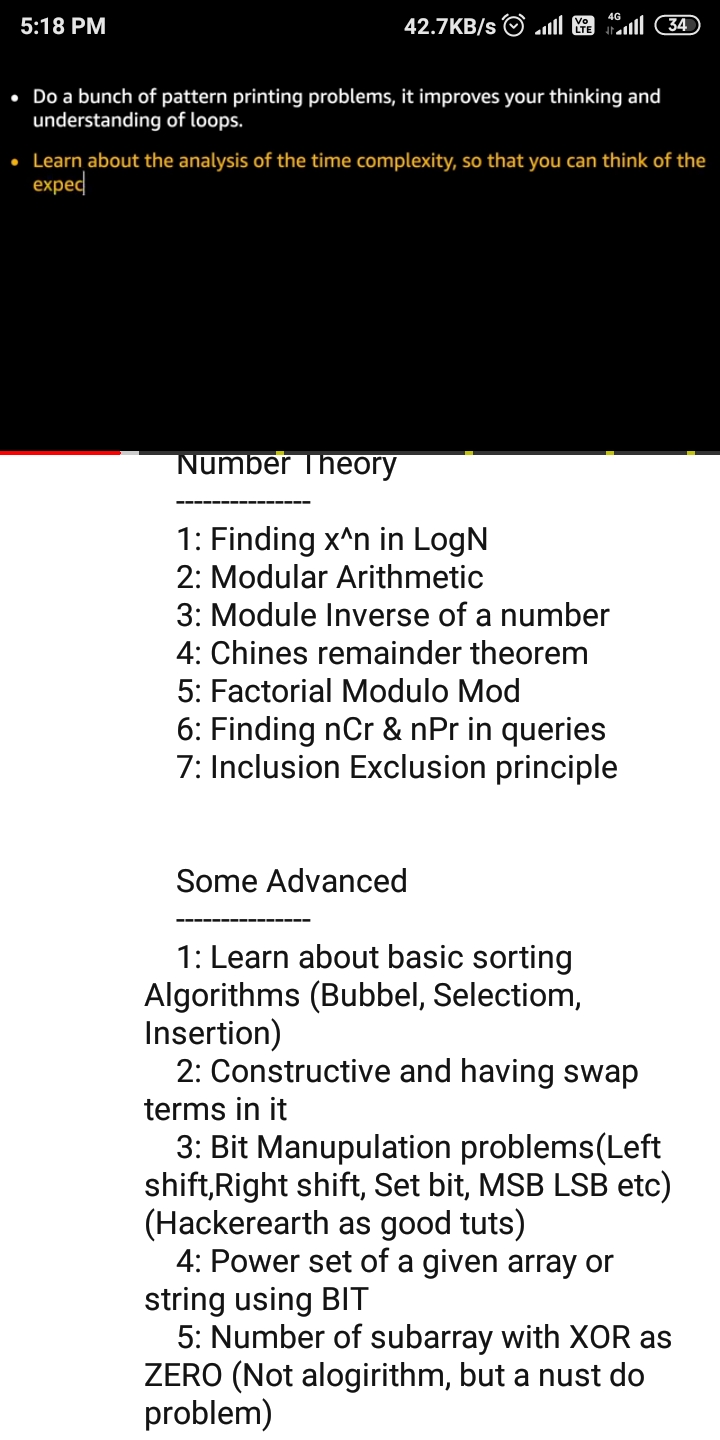 5:18 PM 42.7KB/s Vo LTE 4G 34
• Do a bunch of pattern printing problems, it improves your thinking and
understanding of loops.
• Learn about the analysis of the time complexity, so that you can think of the
expec
Number Theory
---------------
1: Finding x^n in LogN
2: Modular Arithmetic
3: Module Inverse of a number
4: Chines remainder theorem
5: Factorial Modulo Mod
6: Finding nCr & nPr in queries
7: Inclusion Exclusion principle
Some Advanced
---------------
1: Learn about basic sorting
Algorithms (Bubbel, Selectiom,
Insertion)
2: Constructive and having swap
terms in it
3: Bit Manupulation problems(Left
shift,Right shift, Set bit, MSB LSB etc)
(Hackerearth as good tuts)
4: Power set of a given array or
string using BIT
5: Number of subarray with XOR as
ZERO (Not alogirithm, but a nust do
problem)